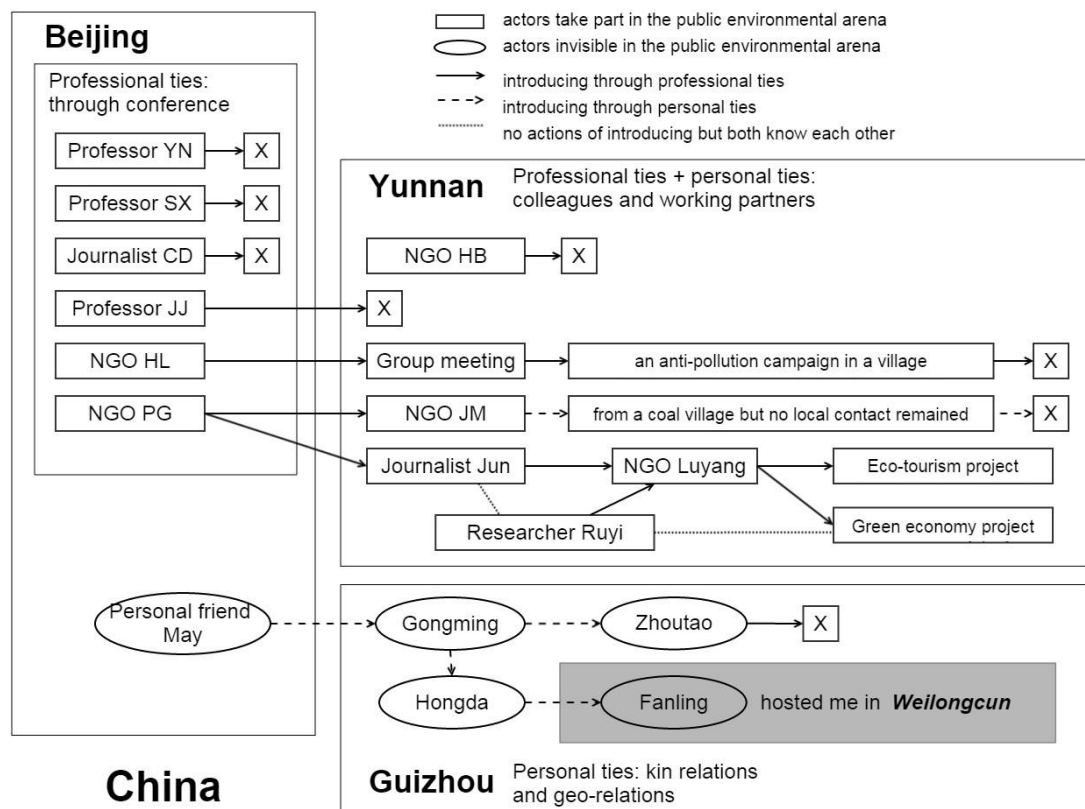 Beijing
Professional ties:
through conference
Professor YN
X
Professor SX
X
Journalist CD
X
Professor JJ
NGO HL
NGO PG
actors take part in the public environmental arena
actors invisible in the public environmental arena
introducing through professional ties
introducing through personal ties
no actions of introducing but both know each other
Yunnan
Professional ties + personal ties:
colleagues and working partners
NGO HB
X
X
Group meeting
an anti-pollution campaign in a village
X
NGO JM
from a coal village but no local contact remained
X
Journalist Jun
NGO Luyang
Eco-tourism project
Researcher Ruyi
Green economy project
Personal friend
May
Gongming
Zhoutao
X
Hongda
Fanling
hosted me in Weilongcun
China
Guizhou
Personal ties: kin relations
and geo-relations